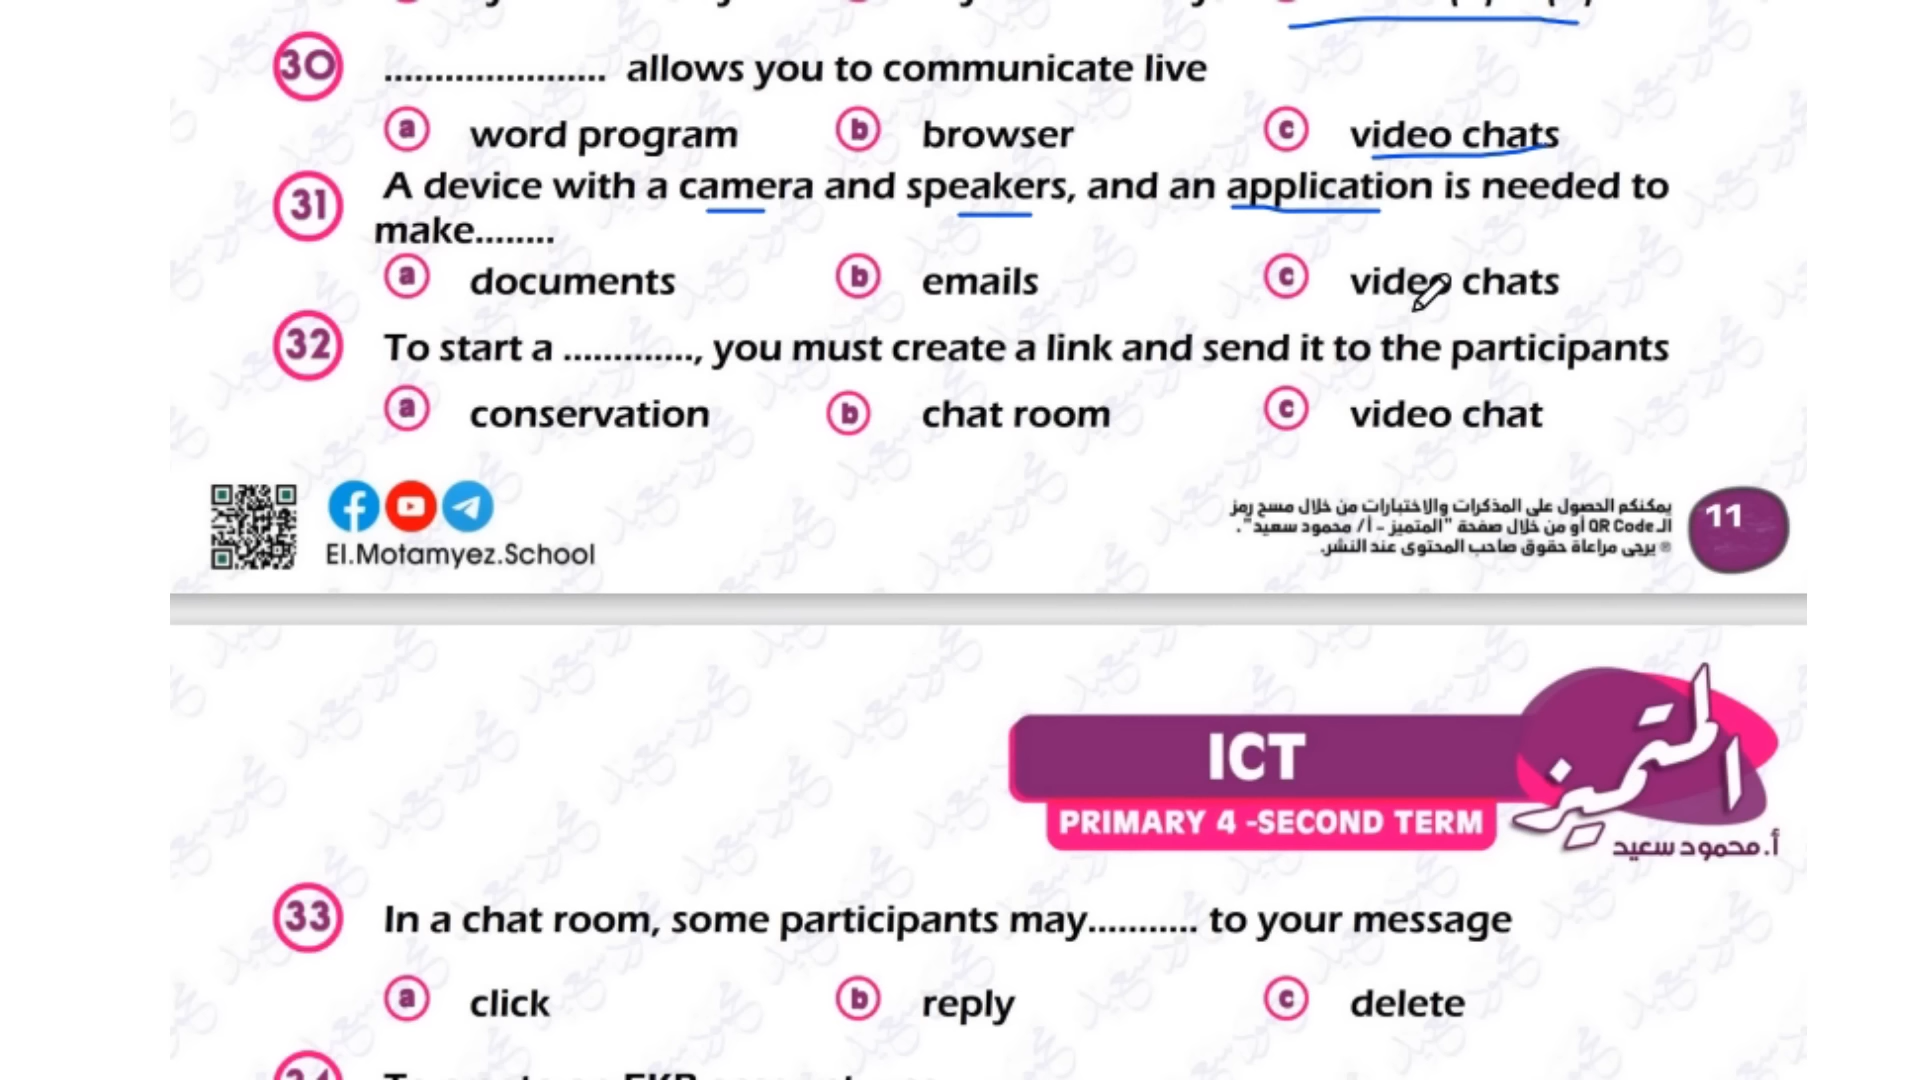 30 ...................... allows you to communicate live
a word program b browser c video chats
31 A device with a camera and speakers, and an application is needed to
make........
a documents b emails c video chats
32 To start a ............., you must create a link and send it to the participants
a conservation b chat room c video chat
El.Motamyez.School
يمكنكم الحصول على المذكرات والاختبارات من خلال مسح رمز
الـ QR Code أو من خلال صفحة "المتميز - أ/ محمود سعيد".
® يرجى مراعاة حقوق صاحب المحتوى عند النشر.
11
ICT
المتميز
PRIMARY 4 -SECOND TERM
أ. محمود سعيد
33 In a chat room, some participants may........... to your message
a click b reply c delete